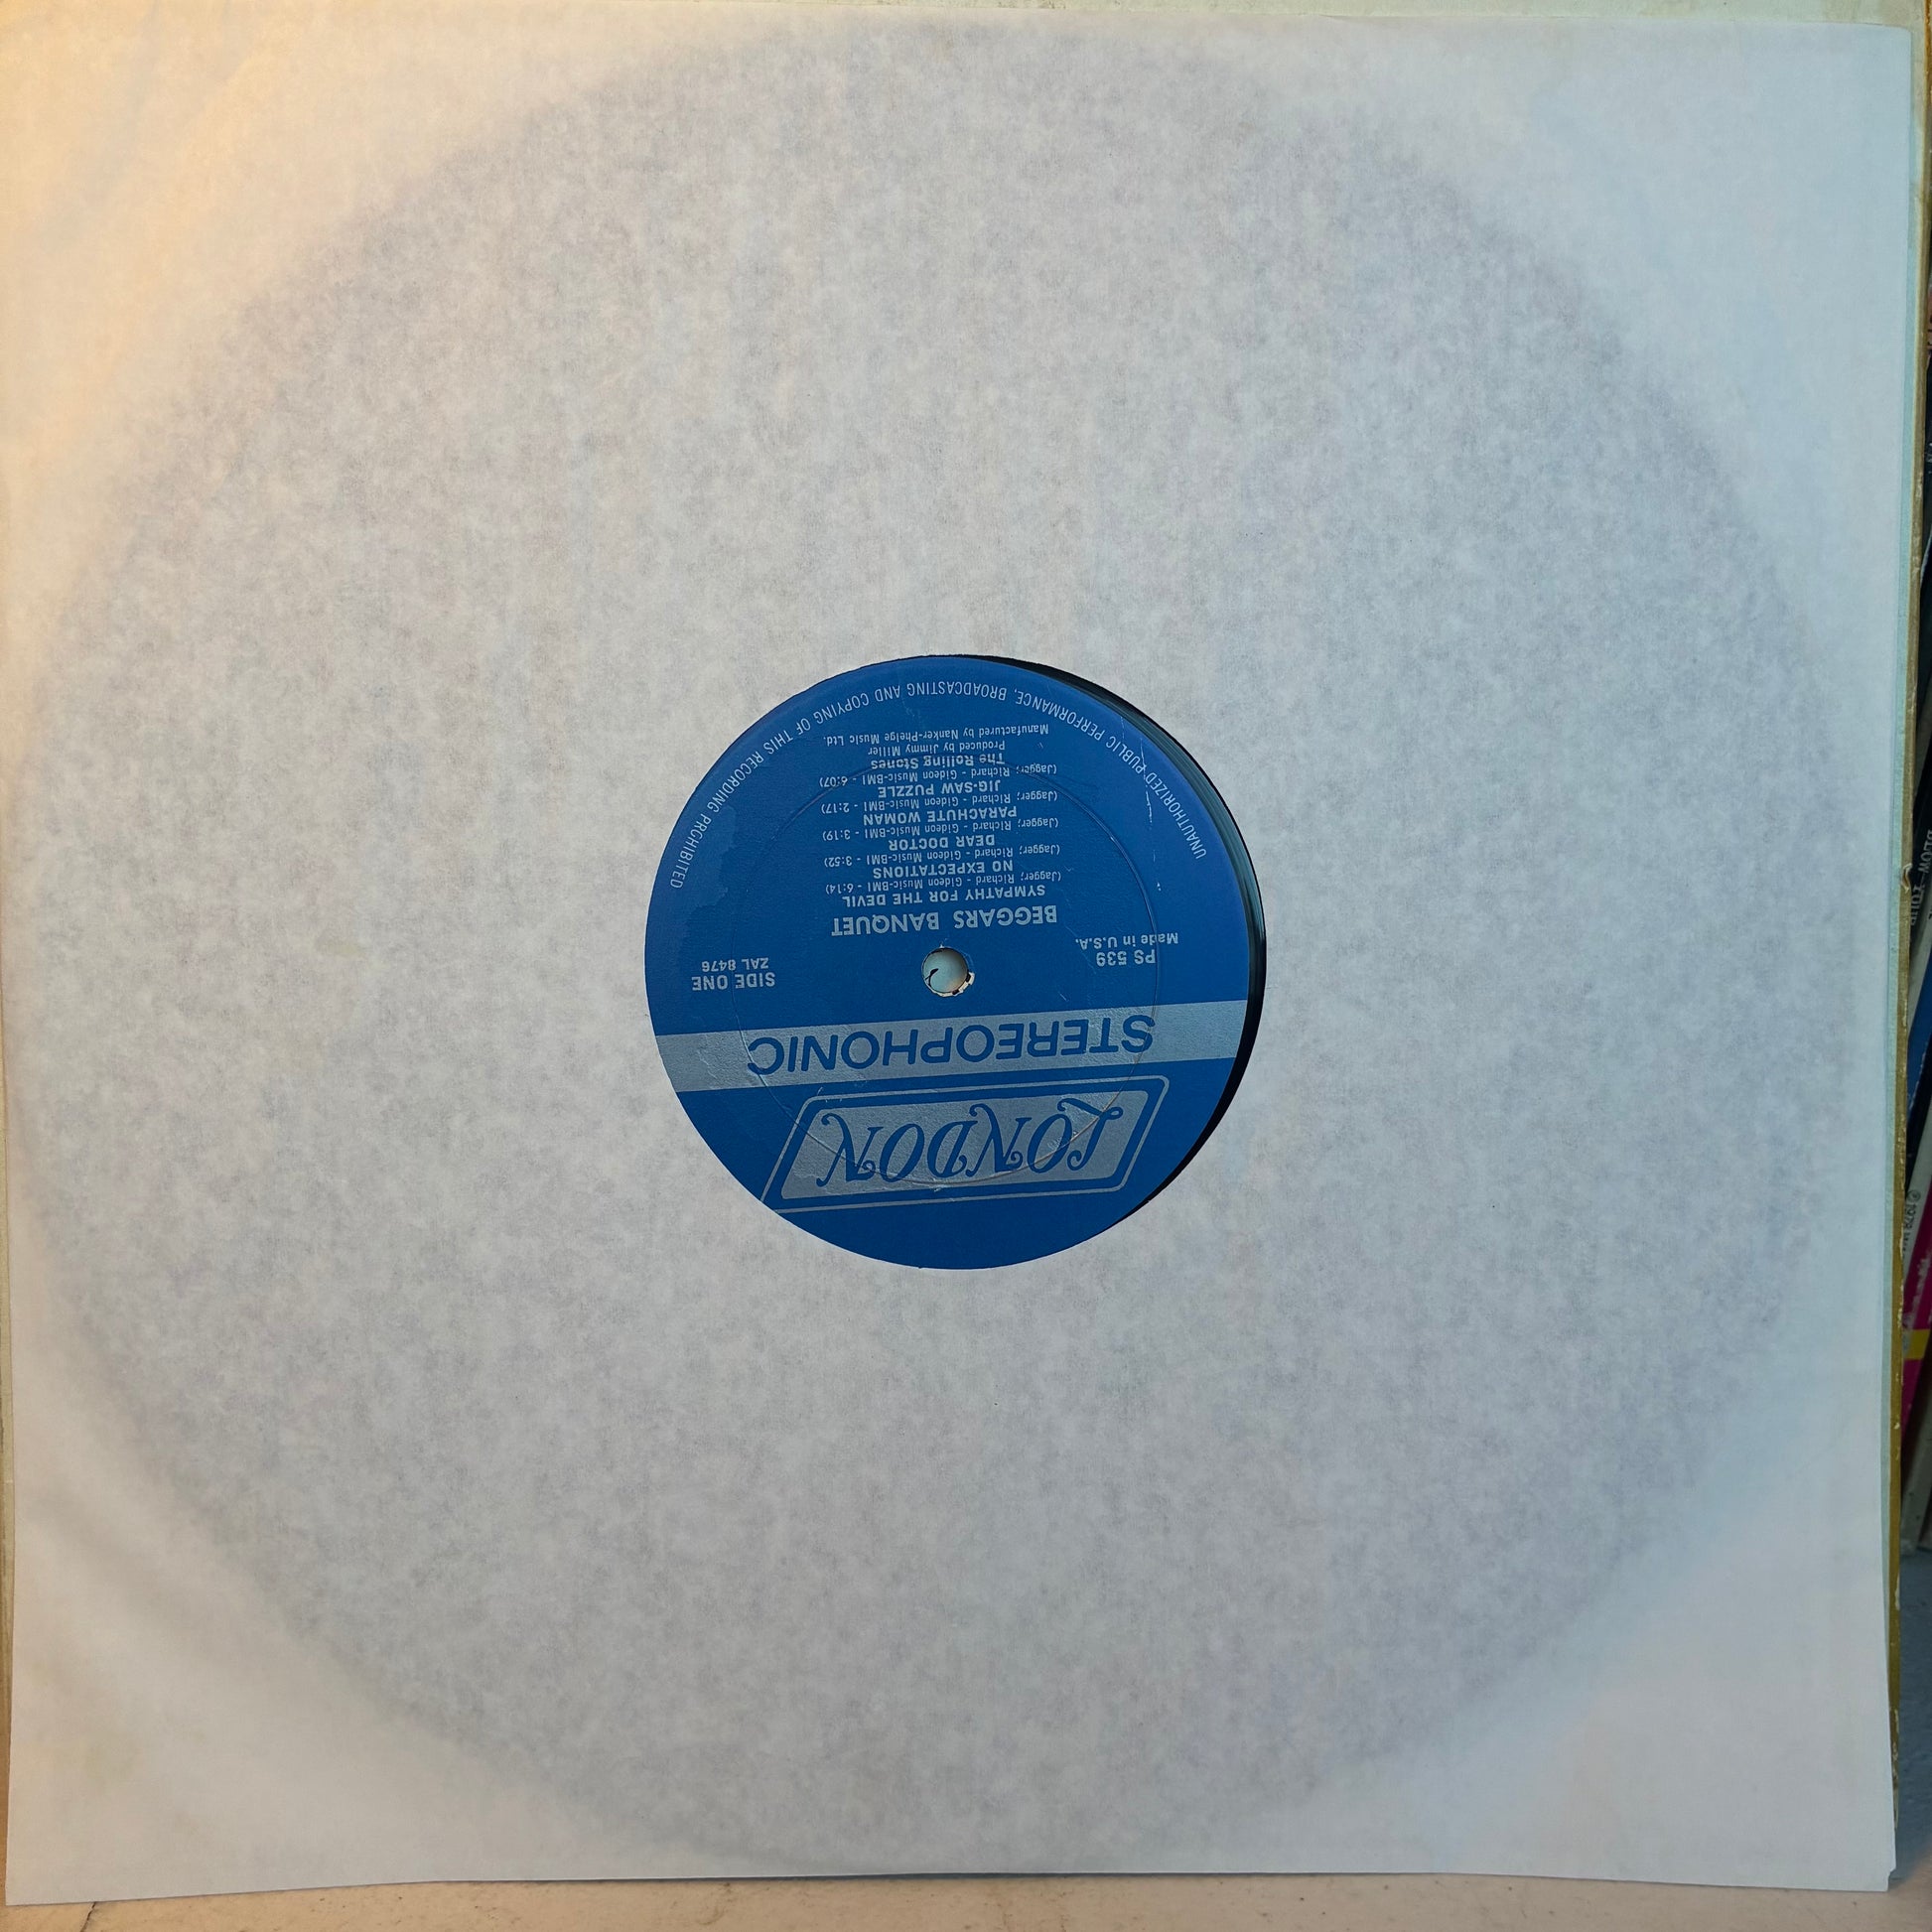 LONDON
STEREOPHONIC
PS 539
Made in U.S.A.
SIDE ONE
ZAL 8476
BEGGARS BANQUET
SYMPATHY FOR THE DEVIL
(Jagger; Richard - Gideon Music-BMI - 6:14)
NO EXPECTATIONS
(Jagger; Richard - Gideon Music-BMI - 3:52)
DEAR DOCTOR
(Jagger; Richard - Gideon Music-BMI - 3:19)
PARACHUTE WOMAN
(Jagger; Richard - Gideon Music-BMI - 2:17)
JIG-SAW PUZZLE
(Jagger; Richard - Gideon Music-BMI - 6:07)
The Rolling Stones
Produced by Jimmy Miller
Manufactured by Nanker-Phelge Music Ltd.
UNAUTHORIZED PUBLIC PERFORMANCE, BROADCASTING AND COPYING OF THIS RECORDING PROHIBITED